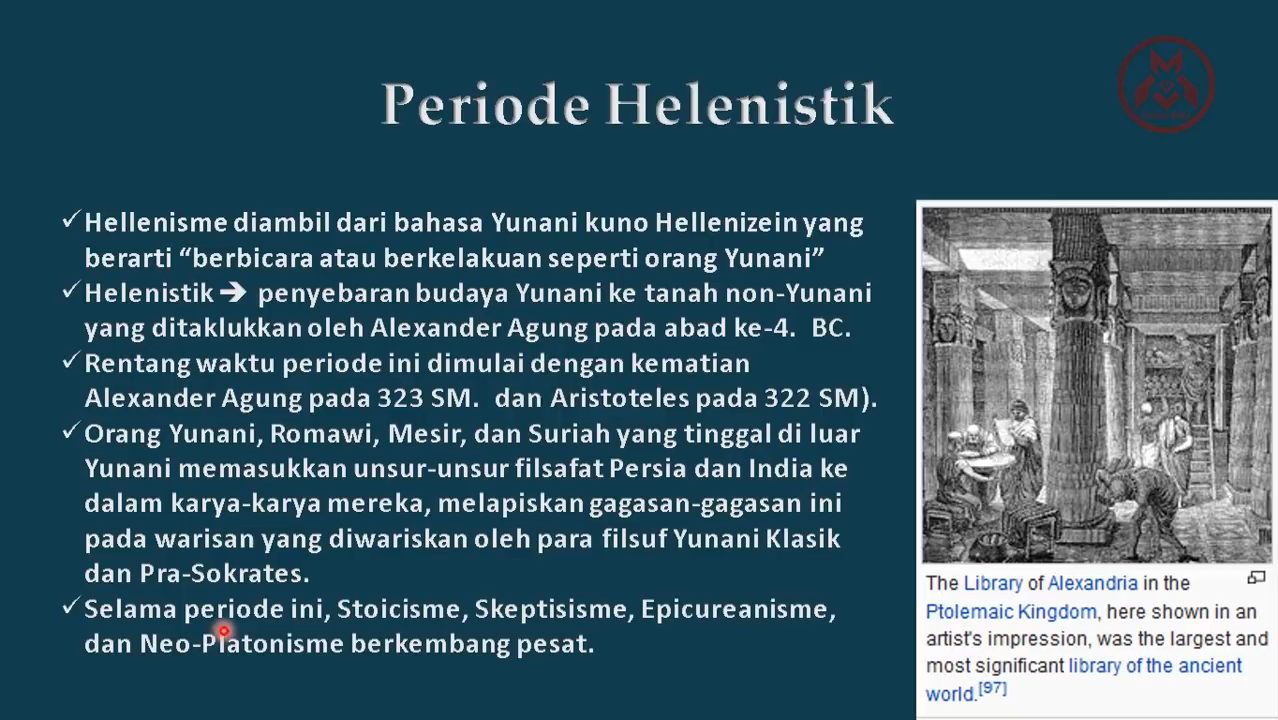 Periode Helenistik
✓Hellenisme diambil dari bahasa Yunani kuno Hellenizein yang
berarti “berbicara atau berkelakuan seperti orang Yunani”
✓Helenistik ➔ penyebaran budaya Yunani ke tanah non-Yunani
yang ditaklukkan oleh Alexander Agung pada abad ke-4. BC.
✓Rentang waktu periode ini dimulai dengan kematian
Alexander Agung pada 323 SM. dan Aristoteles pada 322 SM).
✓Orang Yunani, Romawi, Mesir, dan Suriah yang tinggal di luar
Yunani memasukkan unsur-unsur filsafat Persia dan India ke
dalam karya-karya mereka, melapiskan gagasan-gagasan ini
pada warisan yang diwariskan oleh para filsuf Yunani Klasik
dan Pra-Sokrates.
✓Selama periode ini, Stoicisme, Skeptisisme, Epicureanisme,
dan Neo-Platonisme berkembang pesat.
The Library of Alexandria in the
Ptolemaic Kingdom, here shown in an
artist's impression, was the largest and
most significant library of the ancient
world.[97]